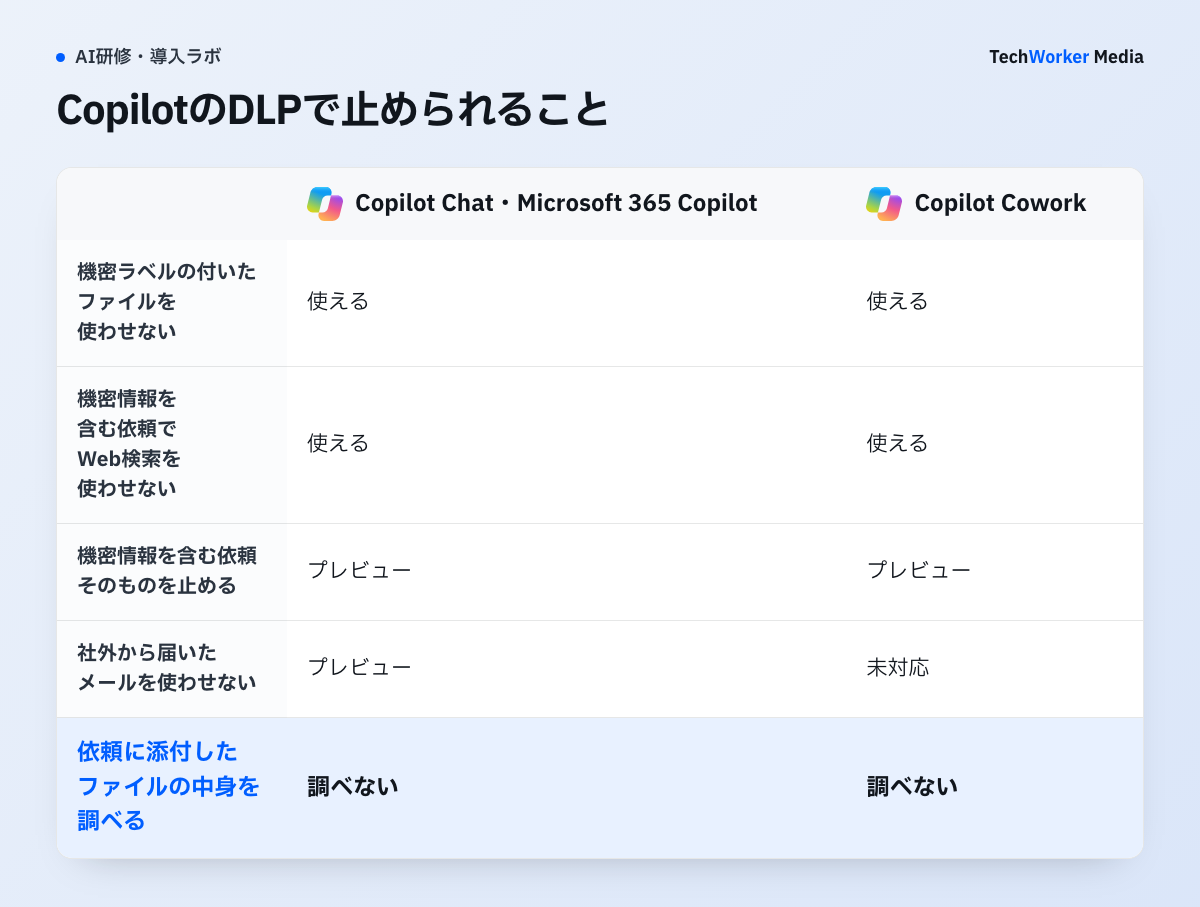 AI研修・導入ラボ
TechWorker Media
CopilotのDLPで止められること
Copilot Chat・Microsoft 365 Copilot
Copilot Cowork
機密ラベルの付いた
ファイルを
使わせない
使える
使える
機密情報を
含む依頼で
Web検索を
使わせない
使える
使える
機密情報を含む依頼
そのものを止める
プレビュー
プレビュー
社外から届いた
メールを使わせない
プレビュー
未対応
依頼に添付した
ファイルの中身を
調べる
調べない
調べない